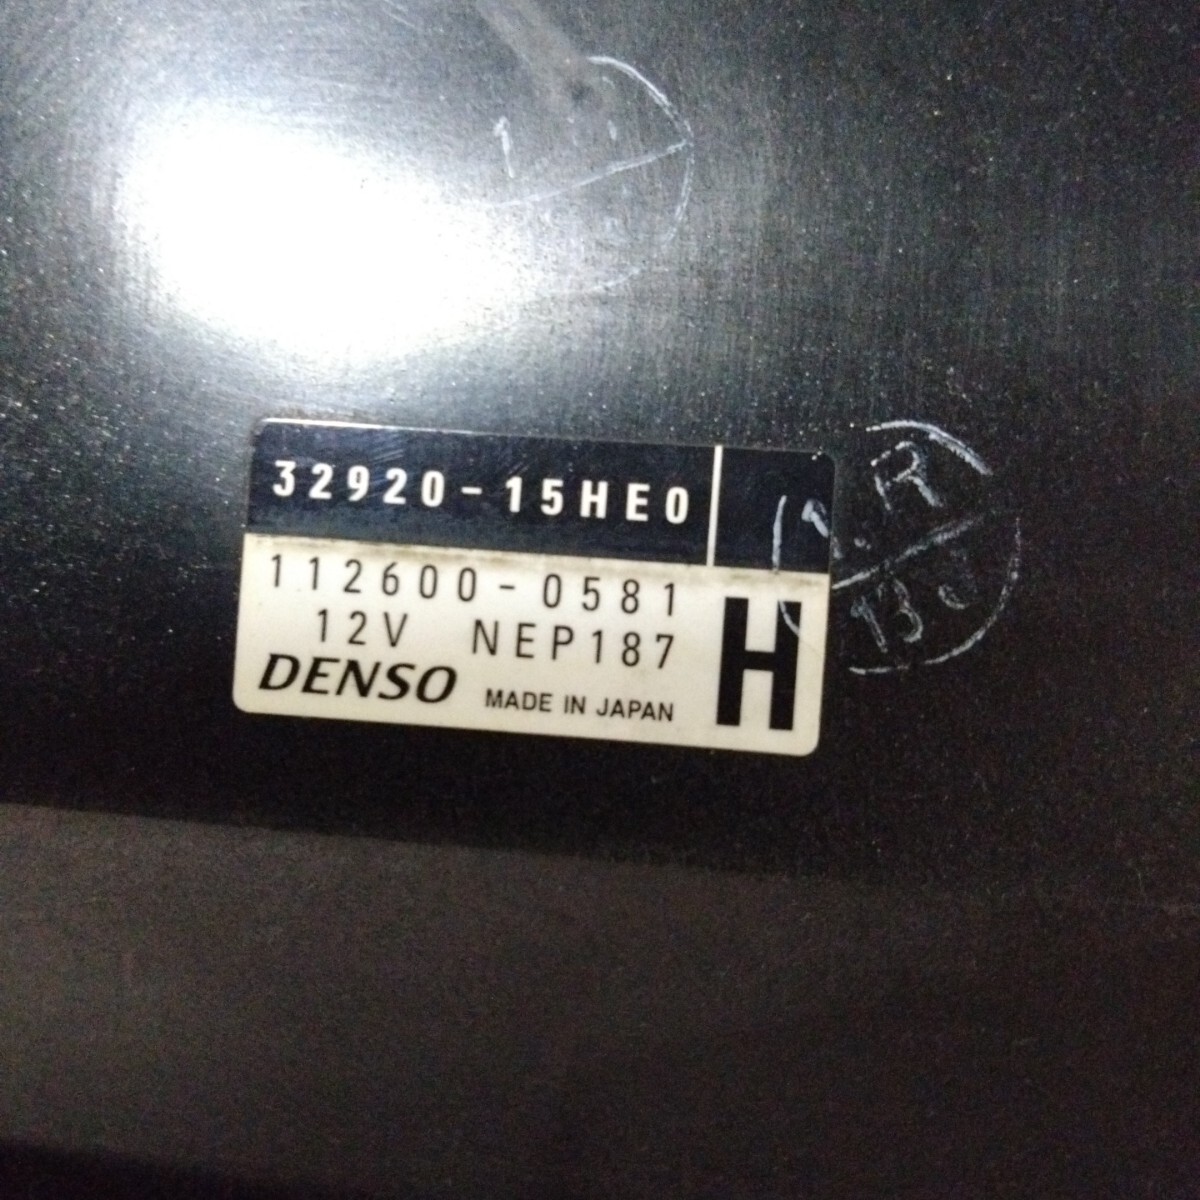 32920-15HE0
112600-0581
12V NEP187
DENSO MADE IN JAPAN
H